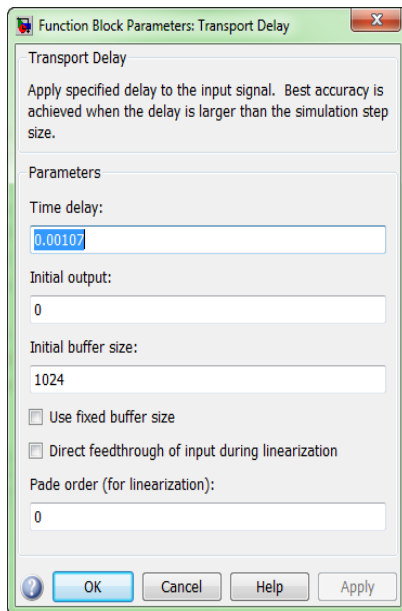 Function Block Parameters: Transport Delay
Transport Delay
Apply specified delay to the input signal. Best accuracy is
achieved when the delay is larger than the simulation step
size.
Parameters
Time delay:
0.00107
Initial output:
0
Initial buffer size:
1024
Use fixed buffer size
Direct feedthrough of input during linearization
Pade order (for linearization):
0
OK Cancel Help Apply